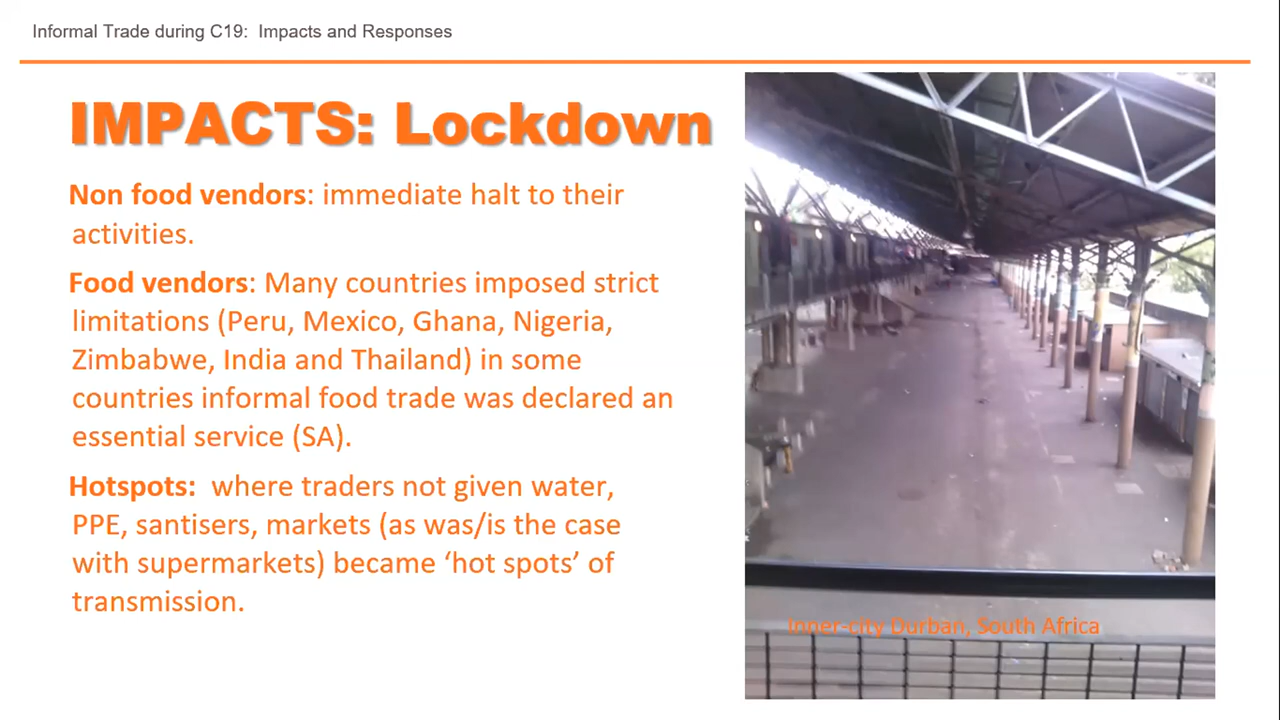 Informal Trade during C19: Impacts and Responses
IMPACTS: Lockdown
Non food vendors: immediate halt to their
activities.
Food vendors: Many countries imposed strict
limitations (Peru, Mexico, Ghana, Nigeria,
Zimbabwe, India and Thailand) in some
countries informal food trade was declared an
essential service (SA).
Hotspots: where traders not given water,
PPE, santisers, markets (as was/is the case
with supermarkets) became ‘hot spots’ of
transmission.
Inner-city Durban, South Africa